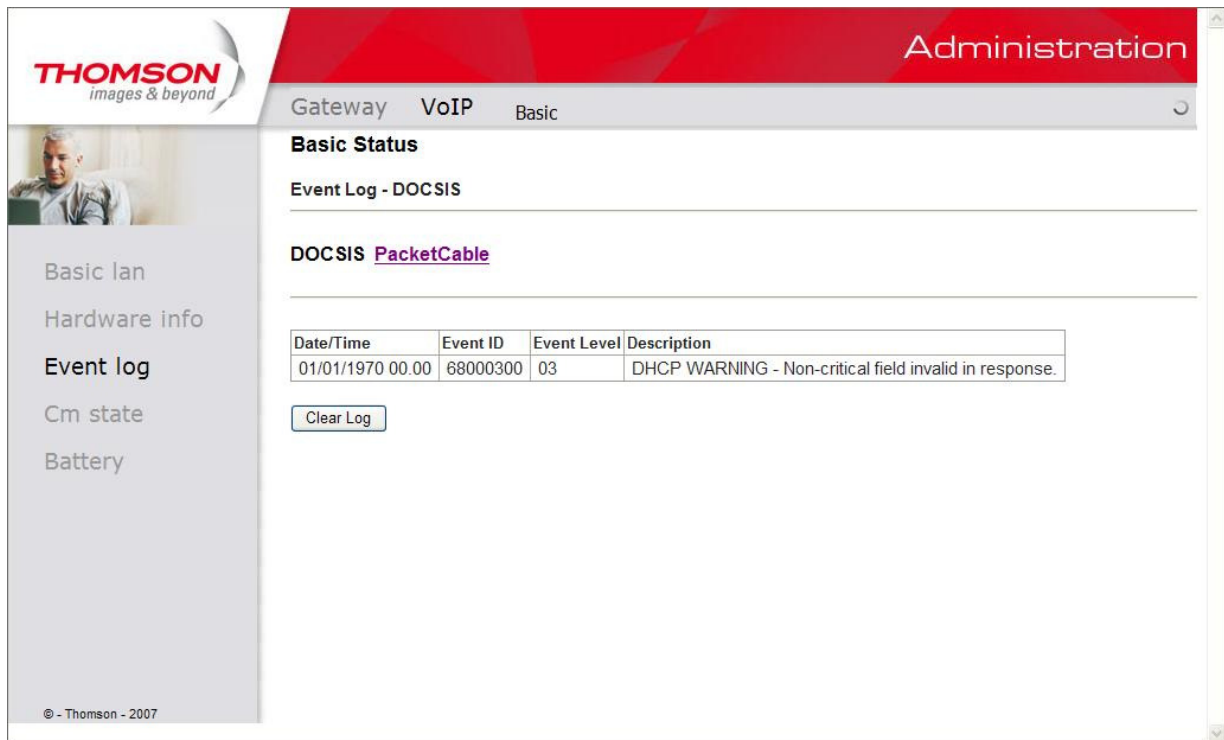 Administration
THOMSON
images & beyond
Gateway VoIP Basic
Basic Status
Event Log - DOCSIS
DOCSIS PacketCable
Basic lan
Hardware info
Event log
Cm state
Battery
Date/Time Event ID Event Level Description
01/01/1970 00.00 68000300 03 DHCP WARNING - Non-critical field invalid in response.
Clear Log
© - Thomson - 2007